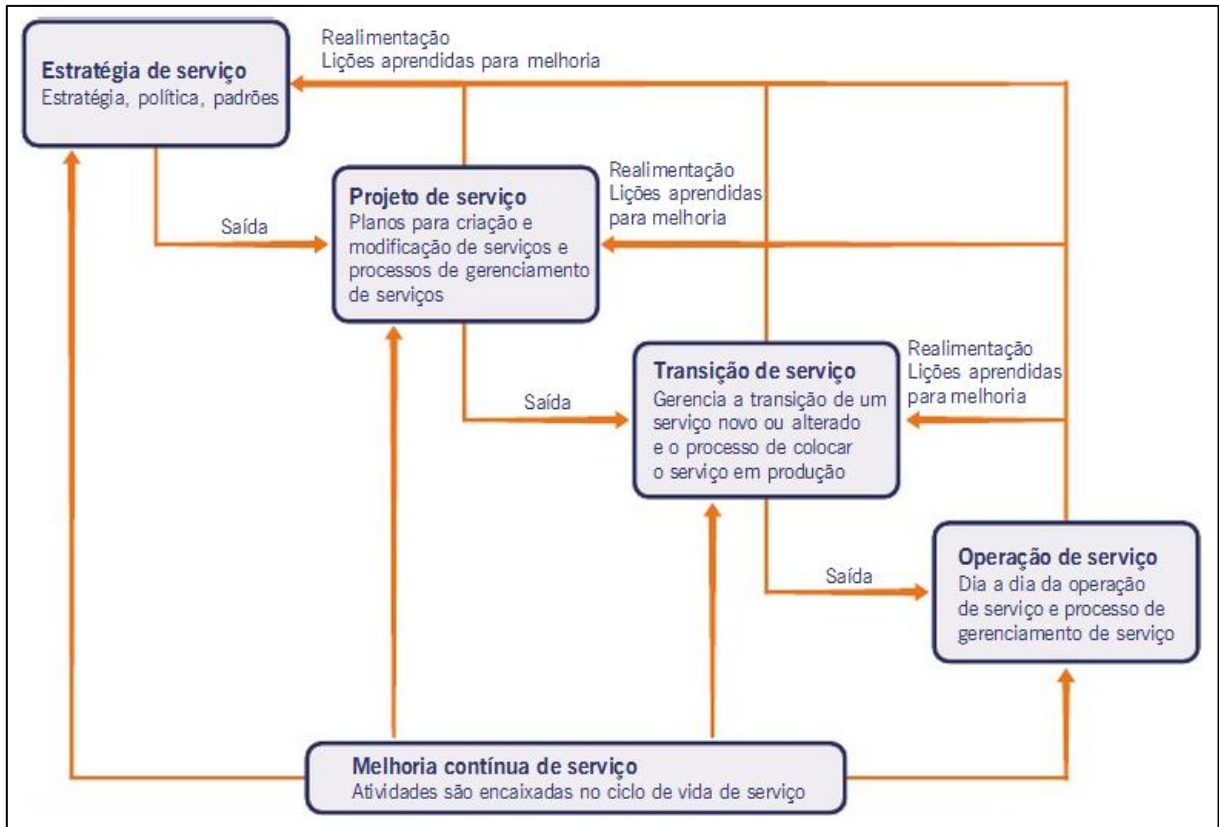 Estratégia de serviço
Estratégia, política, padrões
Realimentação
Lições aprendidas para melhoria
Saída
Projeto de serviço
Planos para criação e
modificação de serviços e
processos de gerenciamento
de serviços
Realimentação
Lições aprendidas
para melhoria
Saída
Transição de serviço
Gerencia a transição de um
serviço novo ou alterado
e o processo de colocar
o serviço em produção
Realimentação
Lições aprendidas
para melhoria
Saída
Operação de serviço
Dia a dia da operação
de serviço e processo de
gerenciamento de serviço
Melhoria contínua de serviço
Atividades são encaixadas no ciclo de vida de serviço